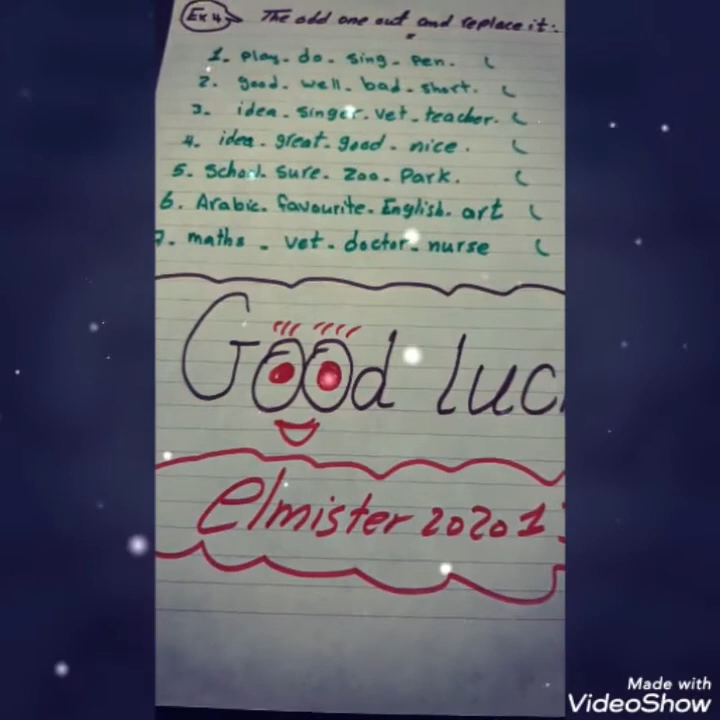 Ex 4 The odd one out and replace it:
1. play - do - sing - pen. (
2. good - well - bad - short. (
3. idea - singer - vet - teacher. (
4. idea - great - good - nice. (
5. School - sure - Zoo - Park. (
6. Arabic - favourite - English - art (
7. maths - vet - doctor - nurse (
Good luc
elmister 20201
Made with
VideoShow